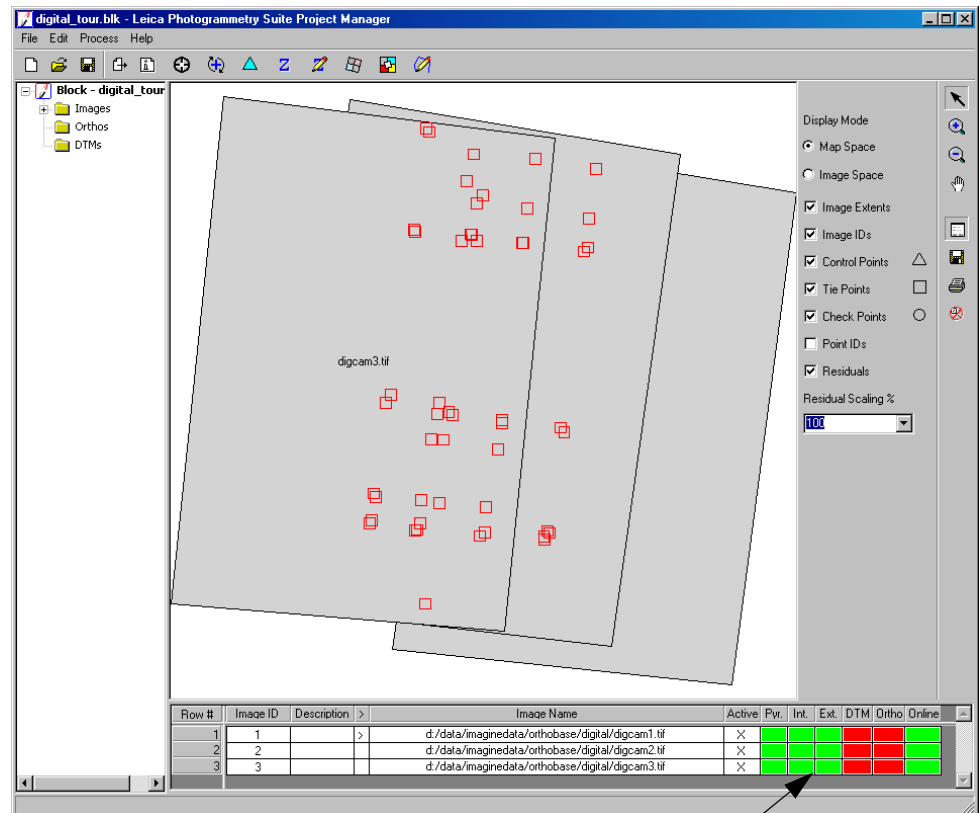 digital_tour.blk - Leica Photogrammetry Suite Project Manager
File Edit Process Help
Block - digital_tour
Images
Orthos
DTMs
digcam3.tif
Display Mode
Map Space
Image Space
Image Extents
Image IDs
Control Points
Tie Points
Check Points
Point IDs
Residuals
Residual Scaling %
100
Row # Image ID Description > Image Name Active Pyr. Int. Ext. DTM Ortho Online
1 1 > d:/data/imaginedata/orthobase/digital/digcam1.tif X
2 2 d:/data/imaginedata/orthobase/digital/digcam2.tif X
3 3 d:/data/imaginedata/orthobase/digital/digcam3.tif X